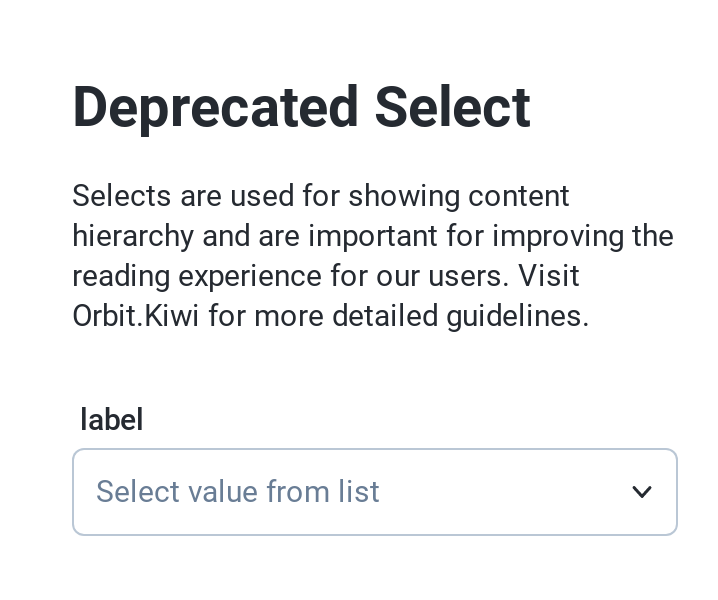 Deprecated Select
Selects are used for showing content
hierarchy and are important for improving the
reading experience for our users. Visit
Orbit.Kiwi for more detailed guidelines.
label
Select value from list